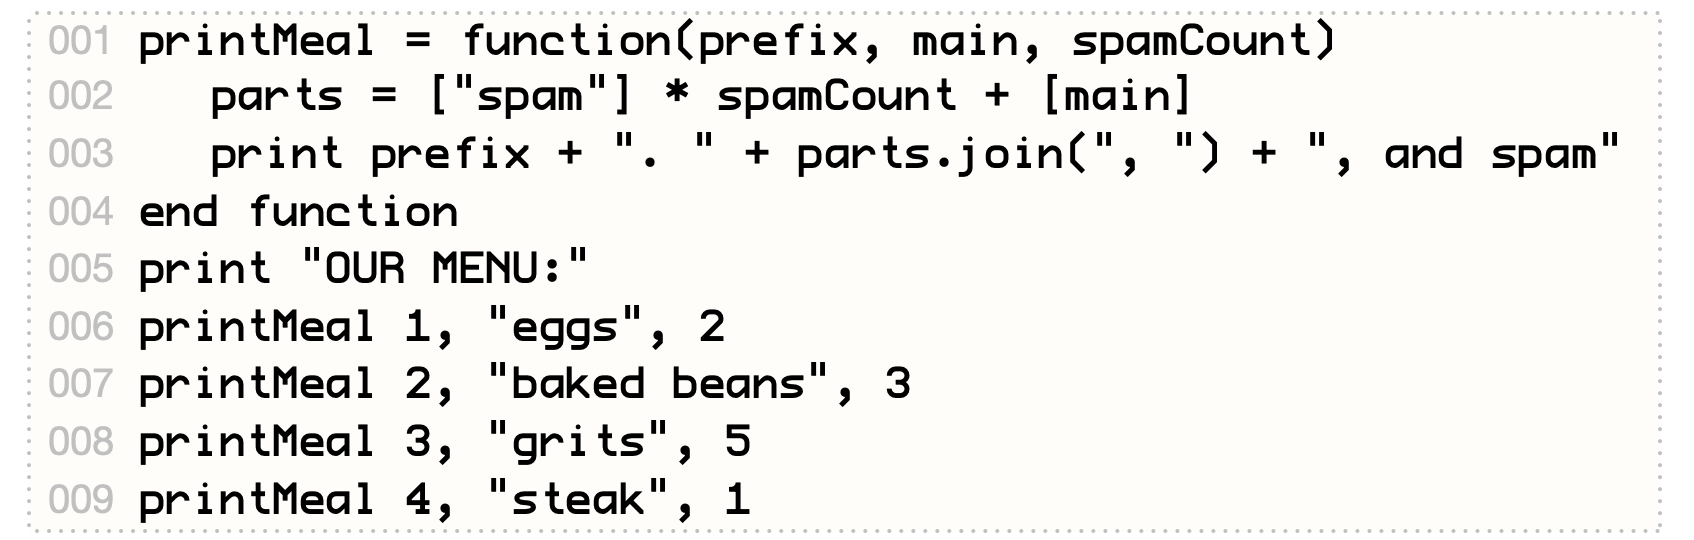 001 printMeal = function(prefix, main, spamCount)
002    parts = ["spam"] * spamCount + [main]
003    print prefix + ". " + parts.join(", ") + ", and spam"
004 end function
005 print "OUR MENU:"
006 printMeal 1, "eggs", 2
007 printMeal 2, "baked beans", 3
008 printMeal 3, "grits", 5
009 printMeal 4, "steak", 1